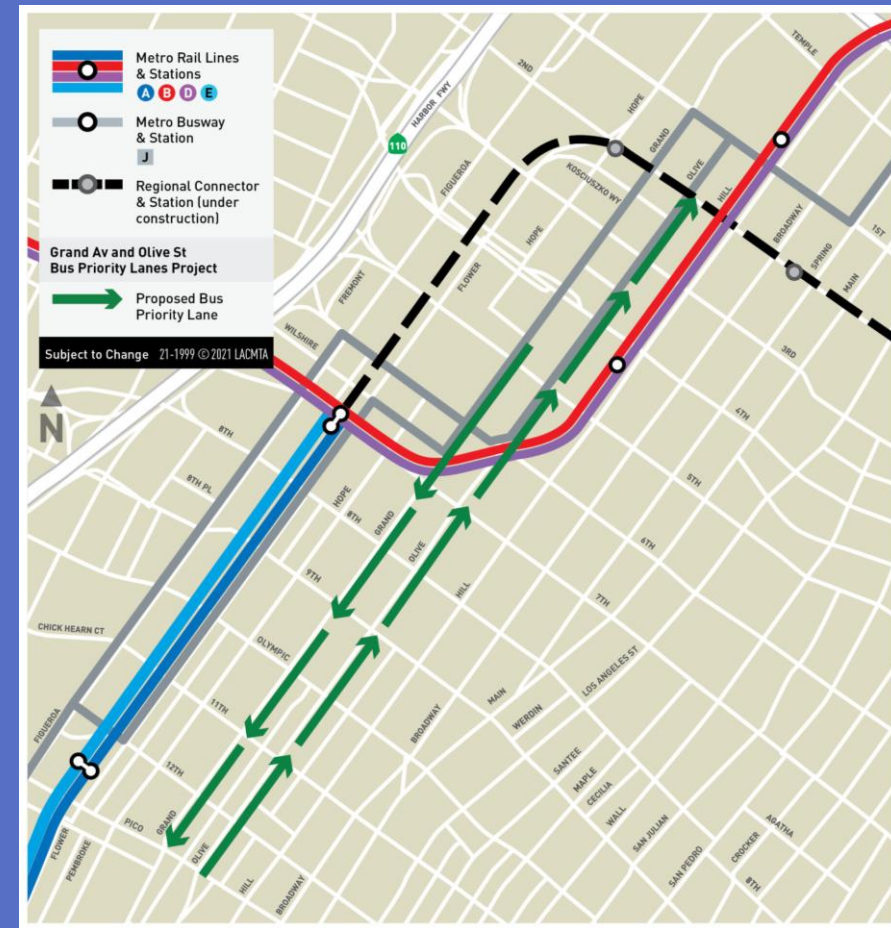 Metro Rail Lines
& Stations
A B D E
Metro Busway
& Station
J
Regional Connector
& Station (under
construction)
Grand Av and Olive St
Bus Priority Lanes Project
Proposed Bus
Priority Lane
Subject to Change 21-1999 © 2021 LACMTA
N
110
HARBOR FWY
TEMPLE
2ND
HOPE
GRAND
FIGUEROA
KOSCIUSZKO WY
OLIVE
HILL
BROADWAY
1ST
SPRING
MAIN
HOPE
FLOWER
FREMONT
WILSHIRE
3RD
4TH
5TH
6TH
7TH
8TH
8TH PL
HOPE
8TH
GRAND
OLIVE
HILL
9TH
CHICK HEARN CT
OLYMPIC
11TH
LOS ANGELES ST
MAIN
WERDIN
BROADWAY
FIGUEROA
12TH
SANTEE
MAPLE
CECILIA
WALL
SAN JULIAN
AGATHA
CROCKER
SAN PEDRO
8TH
PICO
GRAND
OLIVE
FLOWER
PEMBROKE
HILL
BROADWAY